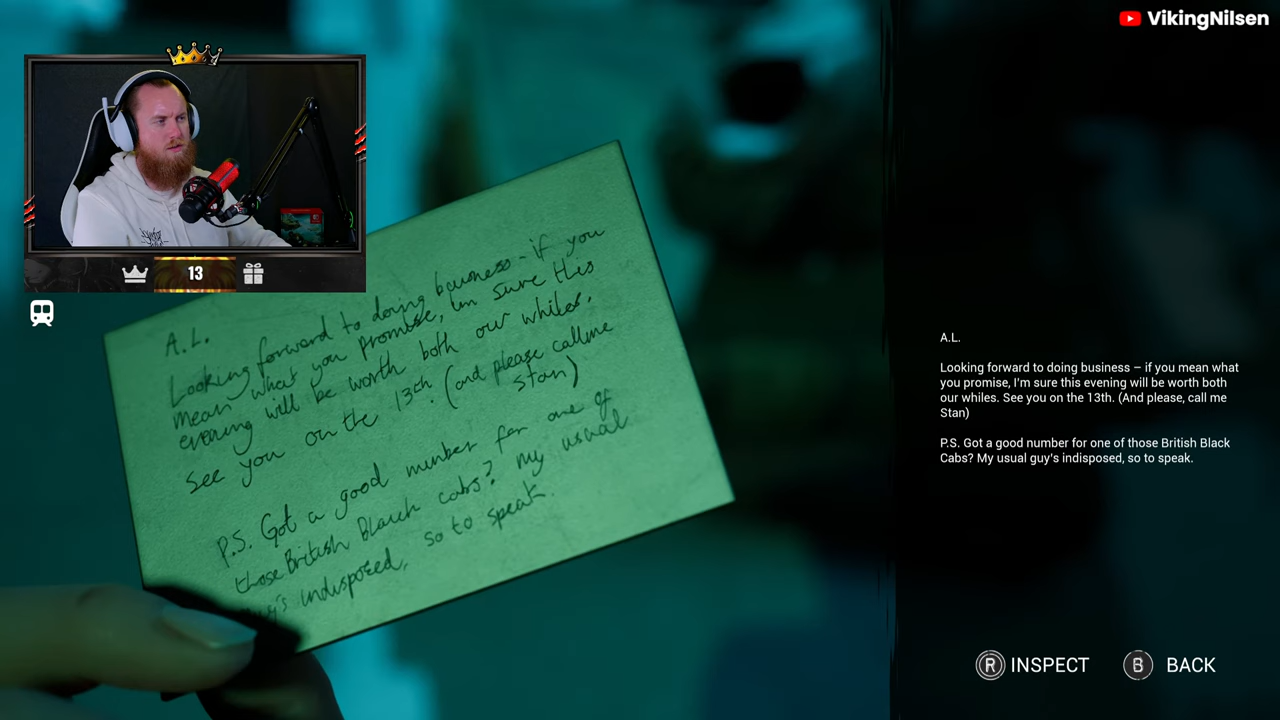 VikingNilsen
13
A.L.
Looking forward to doing business – if you
mean what you promise, im sure this
evening will be worth both our whiles.
See you on the 13th. (and please call me
Stan)
P.S. Got a good number for one of
those British Black cabs? My usual
guy's indisposed, so to speak.
A.L.
Looking forward to doing business – if you mean what
you promise, I'm sure this evening will be worth both
our whiles. See you on the 13th. (And please, call me
Stan)
P.S. Got a good number for one of those British Black
Cabs? My usual guy's indisposed, so to speak.
R INSPECT
B BACK